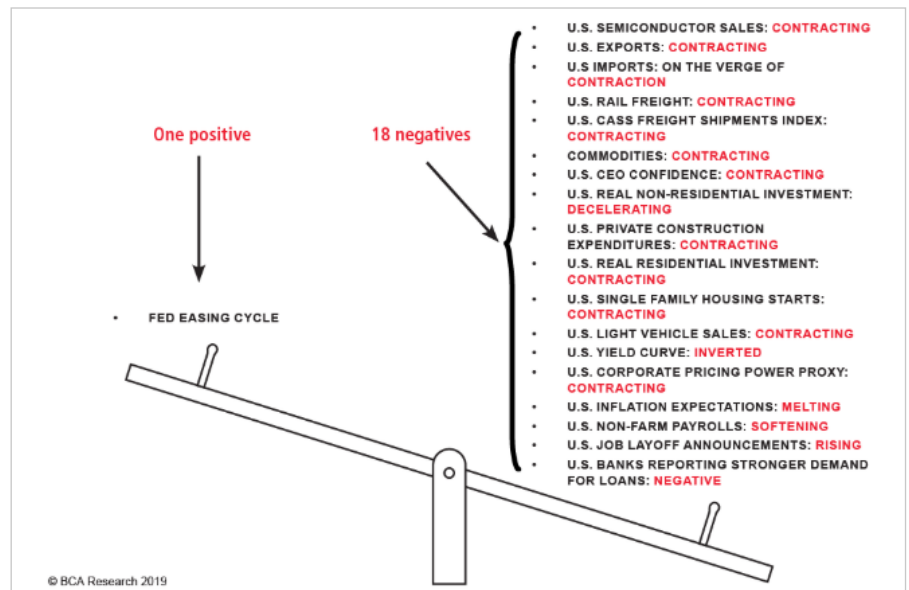 One positive
18 negatives
• FED EASING CYCLE
• U.S. SEMICONDUCTOR SALES: CONTRACTING
• U.S. EXPORTS: CONTRACTING
• U.S IMPORTS: ON THE VERGE OF
CONTRACTION
• U.S. RAIL FREIGHT: CONTRACTING
• U.S. CASS FREIGHT SHIPMENTS INDEX:
CONTRACTING
• COMMODITIES: CONTRACTING
• U.S. CEO CONFIDENCE: CONTRACTING
• U.S. REAL NON-RESIDENTIAL INVESTMENT:
DECELERATING
• U.S. PRIVATE CONSTRUCTION
EXPENDITURES: CONTRACTING
• U.S. REAL RESIDENTIAL INVESTMENT:
CONTRACTING
• U.S. SINGLE FAMILY HOUSING STARTS:
CONTRACTING
• U.S. LIGHT VEHICLE SALES: CONTRACTING
• U.S. YIELD CURVE: INVERTED
• U.S. CORPORATE PRICING POWER PROXY:
CONTRACTING
• U.S. INFLATION EXPECTATIONS: MELTING
• U.S. NON-FARM PAYROLLS: SOFTENING
• U.S. JOB LAYOFF ANNOUNCEMENTS: RISING
• U.S. BANKS REPORTING STRONGER DEMAND
FOR LOANS: NEGATIVE
© BCA Research 2019